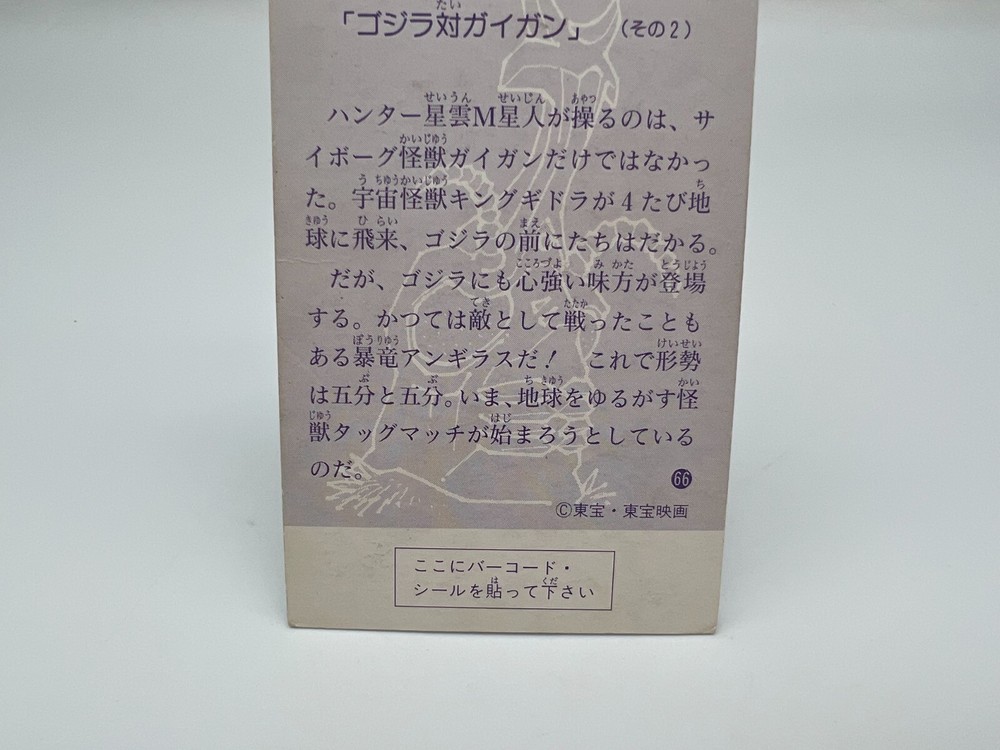 「ゴジラ対ガイガン」 (その2)
ハンター星雲M星人が操るのは、サ
イボーグ怪獣ガイガンだけではなかっ
た。宇宙怪獣キングギドラが4たび地
球に飛来、ゴジラの前にたちはだかる。
だが、ゴジラにも心強い味方が登場
する。かつては敵として戦ったことも
ある暴竜アンギラスだ! これで形勢
は五分と五分。いま、地球をゆるがす怪
獣タッグマッチが始まろうとしている
のだ。
66
©東宝・東宝映画
ここにバーコード・
シールを貼って下さい